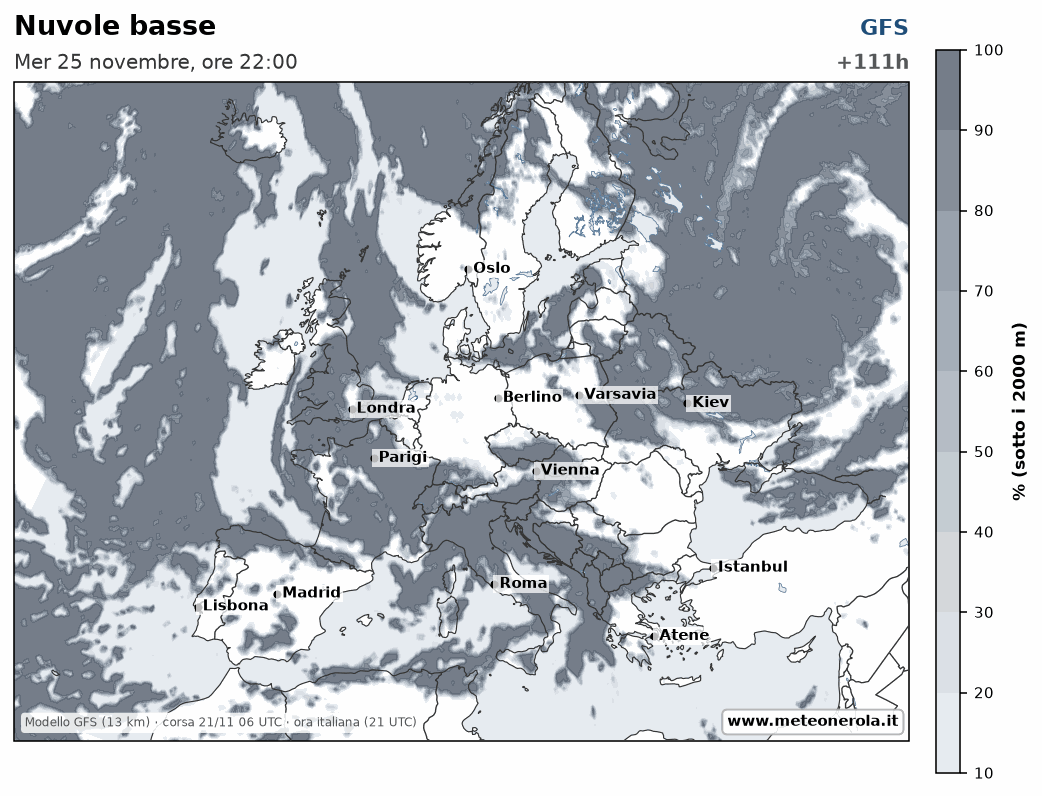 Nuvole basse
GFS
Mer 25 novembre, ore 22:00
+111h
100
90
80
70
60
50
40
30
20
10
% (sotto i 2000 m)
Oslo
Londra
Berlino
Varsavia
Kiev
Parigi
Vienna
Istanbul
Roma
Madrid
Lisbona
Atene
Modello GFS (13 km) · corsa 21/11 06 UTC · ora italiana (21 UTC)
www.meteonerola.it